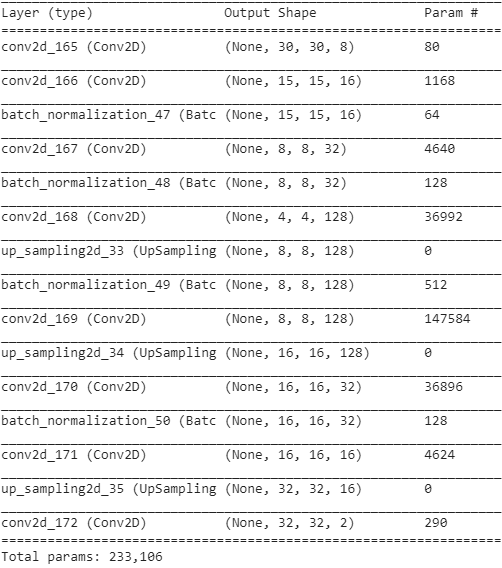 Layer (type) Output Shape Param #
conv2d_165 (Conv2D) (None, 30, 30, 8) 80
conv2d_166 (Conv2D) (None, 15, 15, 16) 1168
batch_normalization_47 (Batc (None, 15, 15, 16) 64
conv2d_167 (Conv2D) (None, 8, 8, 32) 4640
batch_normalization_48 (Batc (None, 8, 8, 32) 128
conv2d_168 (Conv2D) (None, 4, 4, 128) 36992
up_sampling2d_33 (UpSampling (None, 8, 8, 128) 0
batch_normalization_49 (Batc (None, 8, 8, 128) 512
conv2d_169 (Conv2D) (None, 8, 8, 128) 147584
up_sampling2d_34 (UpSampling (None, 16, 16, 128) 0
conv2d_170 (Conv2D) (None, 16, 16, 32) 36896
batch_normalization_50 (Batc (None, 16, 16, 32) 128
conv2d_171 (Conv2D) (None, 16, 16, 16) 4624
up_sampling2d_35 (UpSampling (None, 32, 32, 16) 0
conv2d_172 (Conv2D) (None, 32, 32, 2) 290
Total params: 233,106